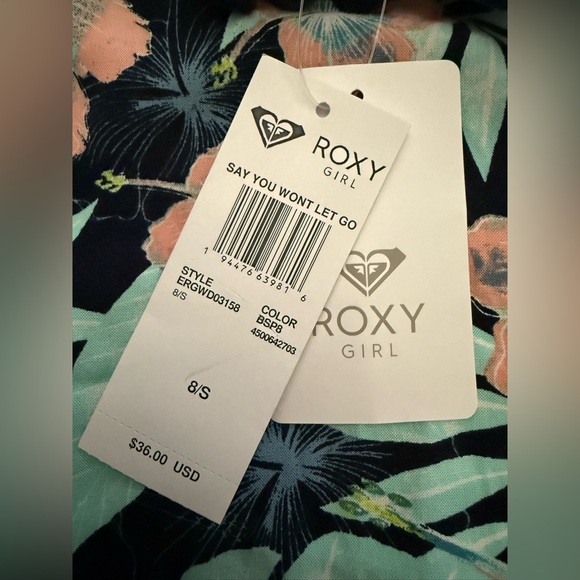 ROXY
GIRL
SAY YOU WONT LET GO
1 94476 63981 6
STYLE
ERGWD03158
8/S
COLOR
BSP8
4500642703
8/S
$36.00 USD
ROXY
GIRL